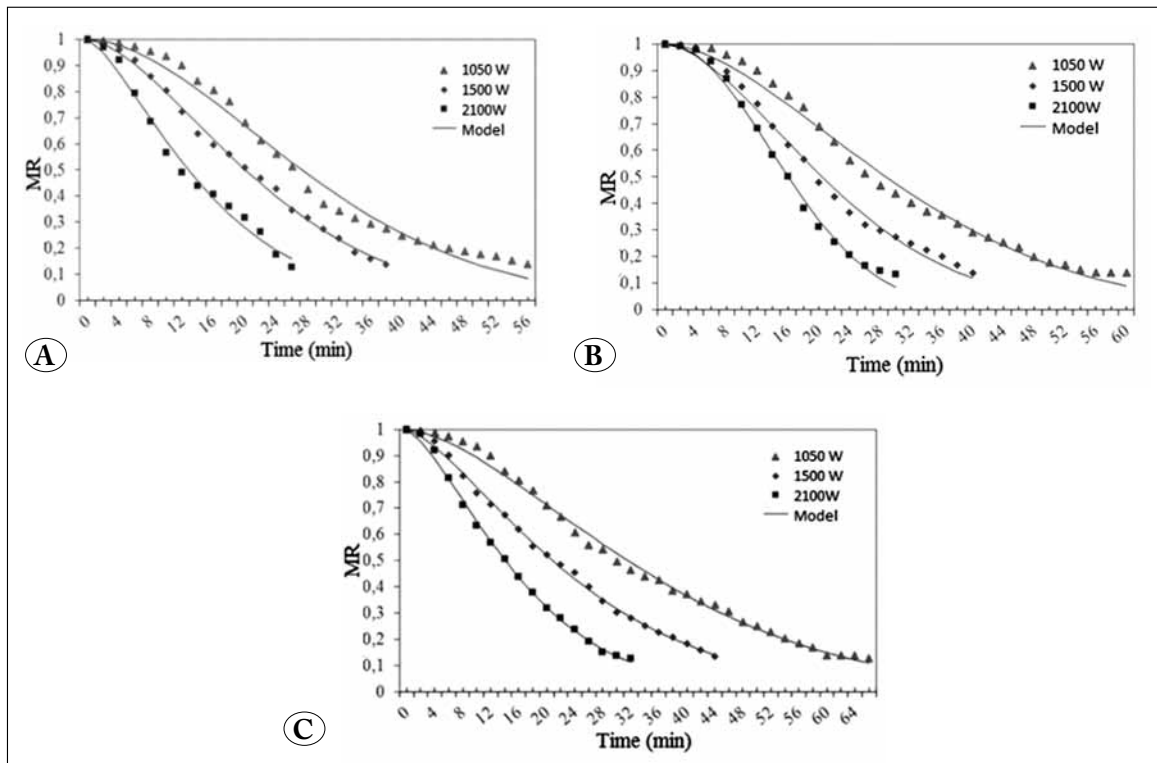 1
0,9
0,8
0,7
0,6
0,5
0,4
0,3
0,2
0,1
0
MR
1050 W
1500 W
2100W
Model
0 4 8 12 16 20 24 28 32 36 40 44 48 52 56
Time (min)
A
1
0,9
0,8
0,7
0,6
0,5
0,4
0,3
0,2
0,1
0
MR
1050 W
1500 W
2100W
Model
0 4 8 12 16 20 24 28 32 36 40 44 48 52 56 60
Time (min)
B
1
0,9
0,8
0,7
0,6
0,5
0,4
0,3
0,2
0,1
0
MR
1050 W
1500 W
2100W
Model
0 4 8 12 16 20 24 28 32 36 40 44 48 52 56 60 64
Time (min)
C